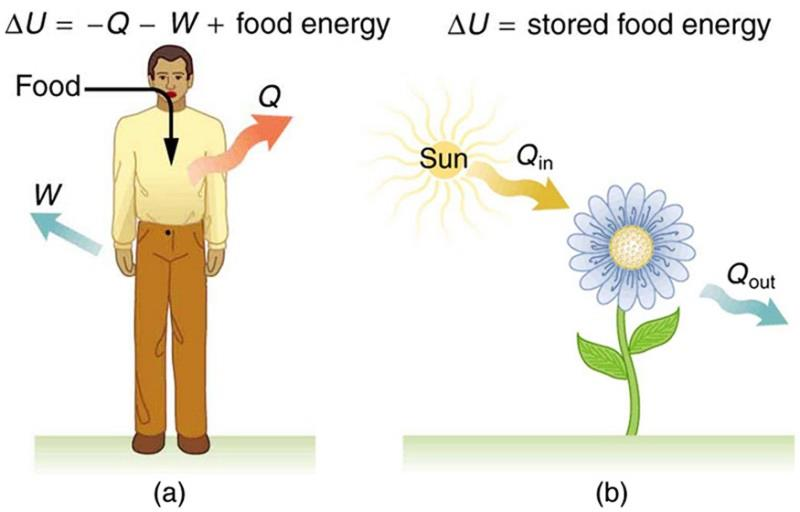 ΔU = −Q − W + food energy
ΔU = stored food energy
Food
Q
W
Sun
Qin
Qout
(a)
(b)